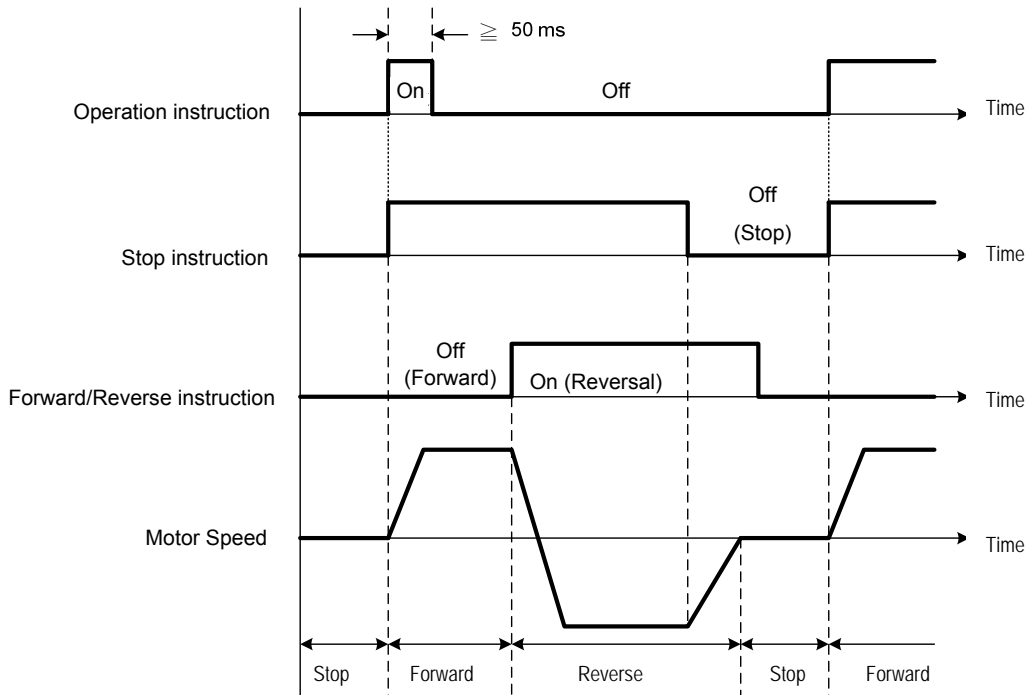 ≧ 50 ms
On
Off
Operation instruction
Time
Off
(Stop)
Stop instruction
Time
Off
(Forward)
On (Reversal)
Forward/Reverse instruction
Time
Motor Speed
Time
Stop
Forward
Reverse
Stop
Forward